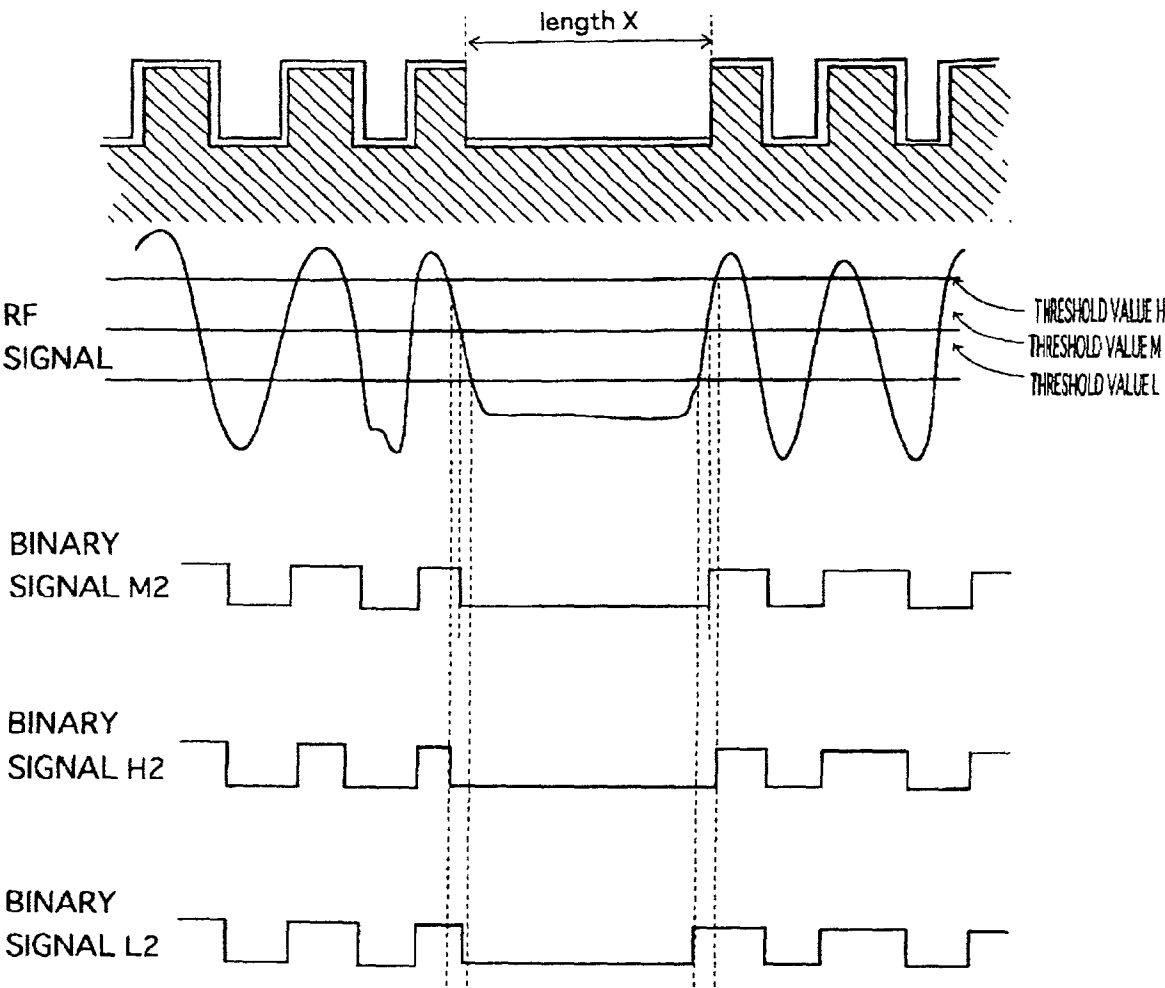 length X
RF
SIGNAL
THRESHOLD VALUE H
THRESHOLD VALUE M
THRESHOLD VALUE L
BINARY
SIGNAL M2
BINARY
SIGNAL H2
BINARY
SIGNAL L2